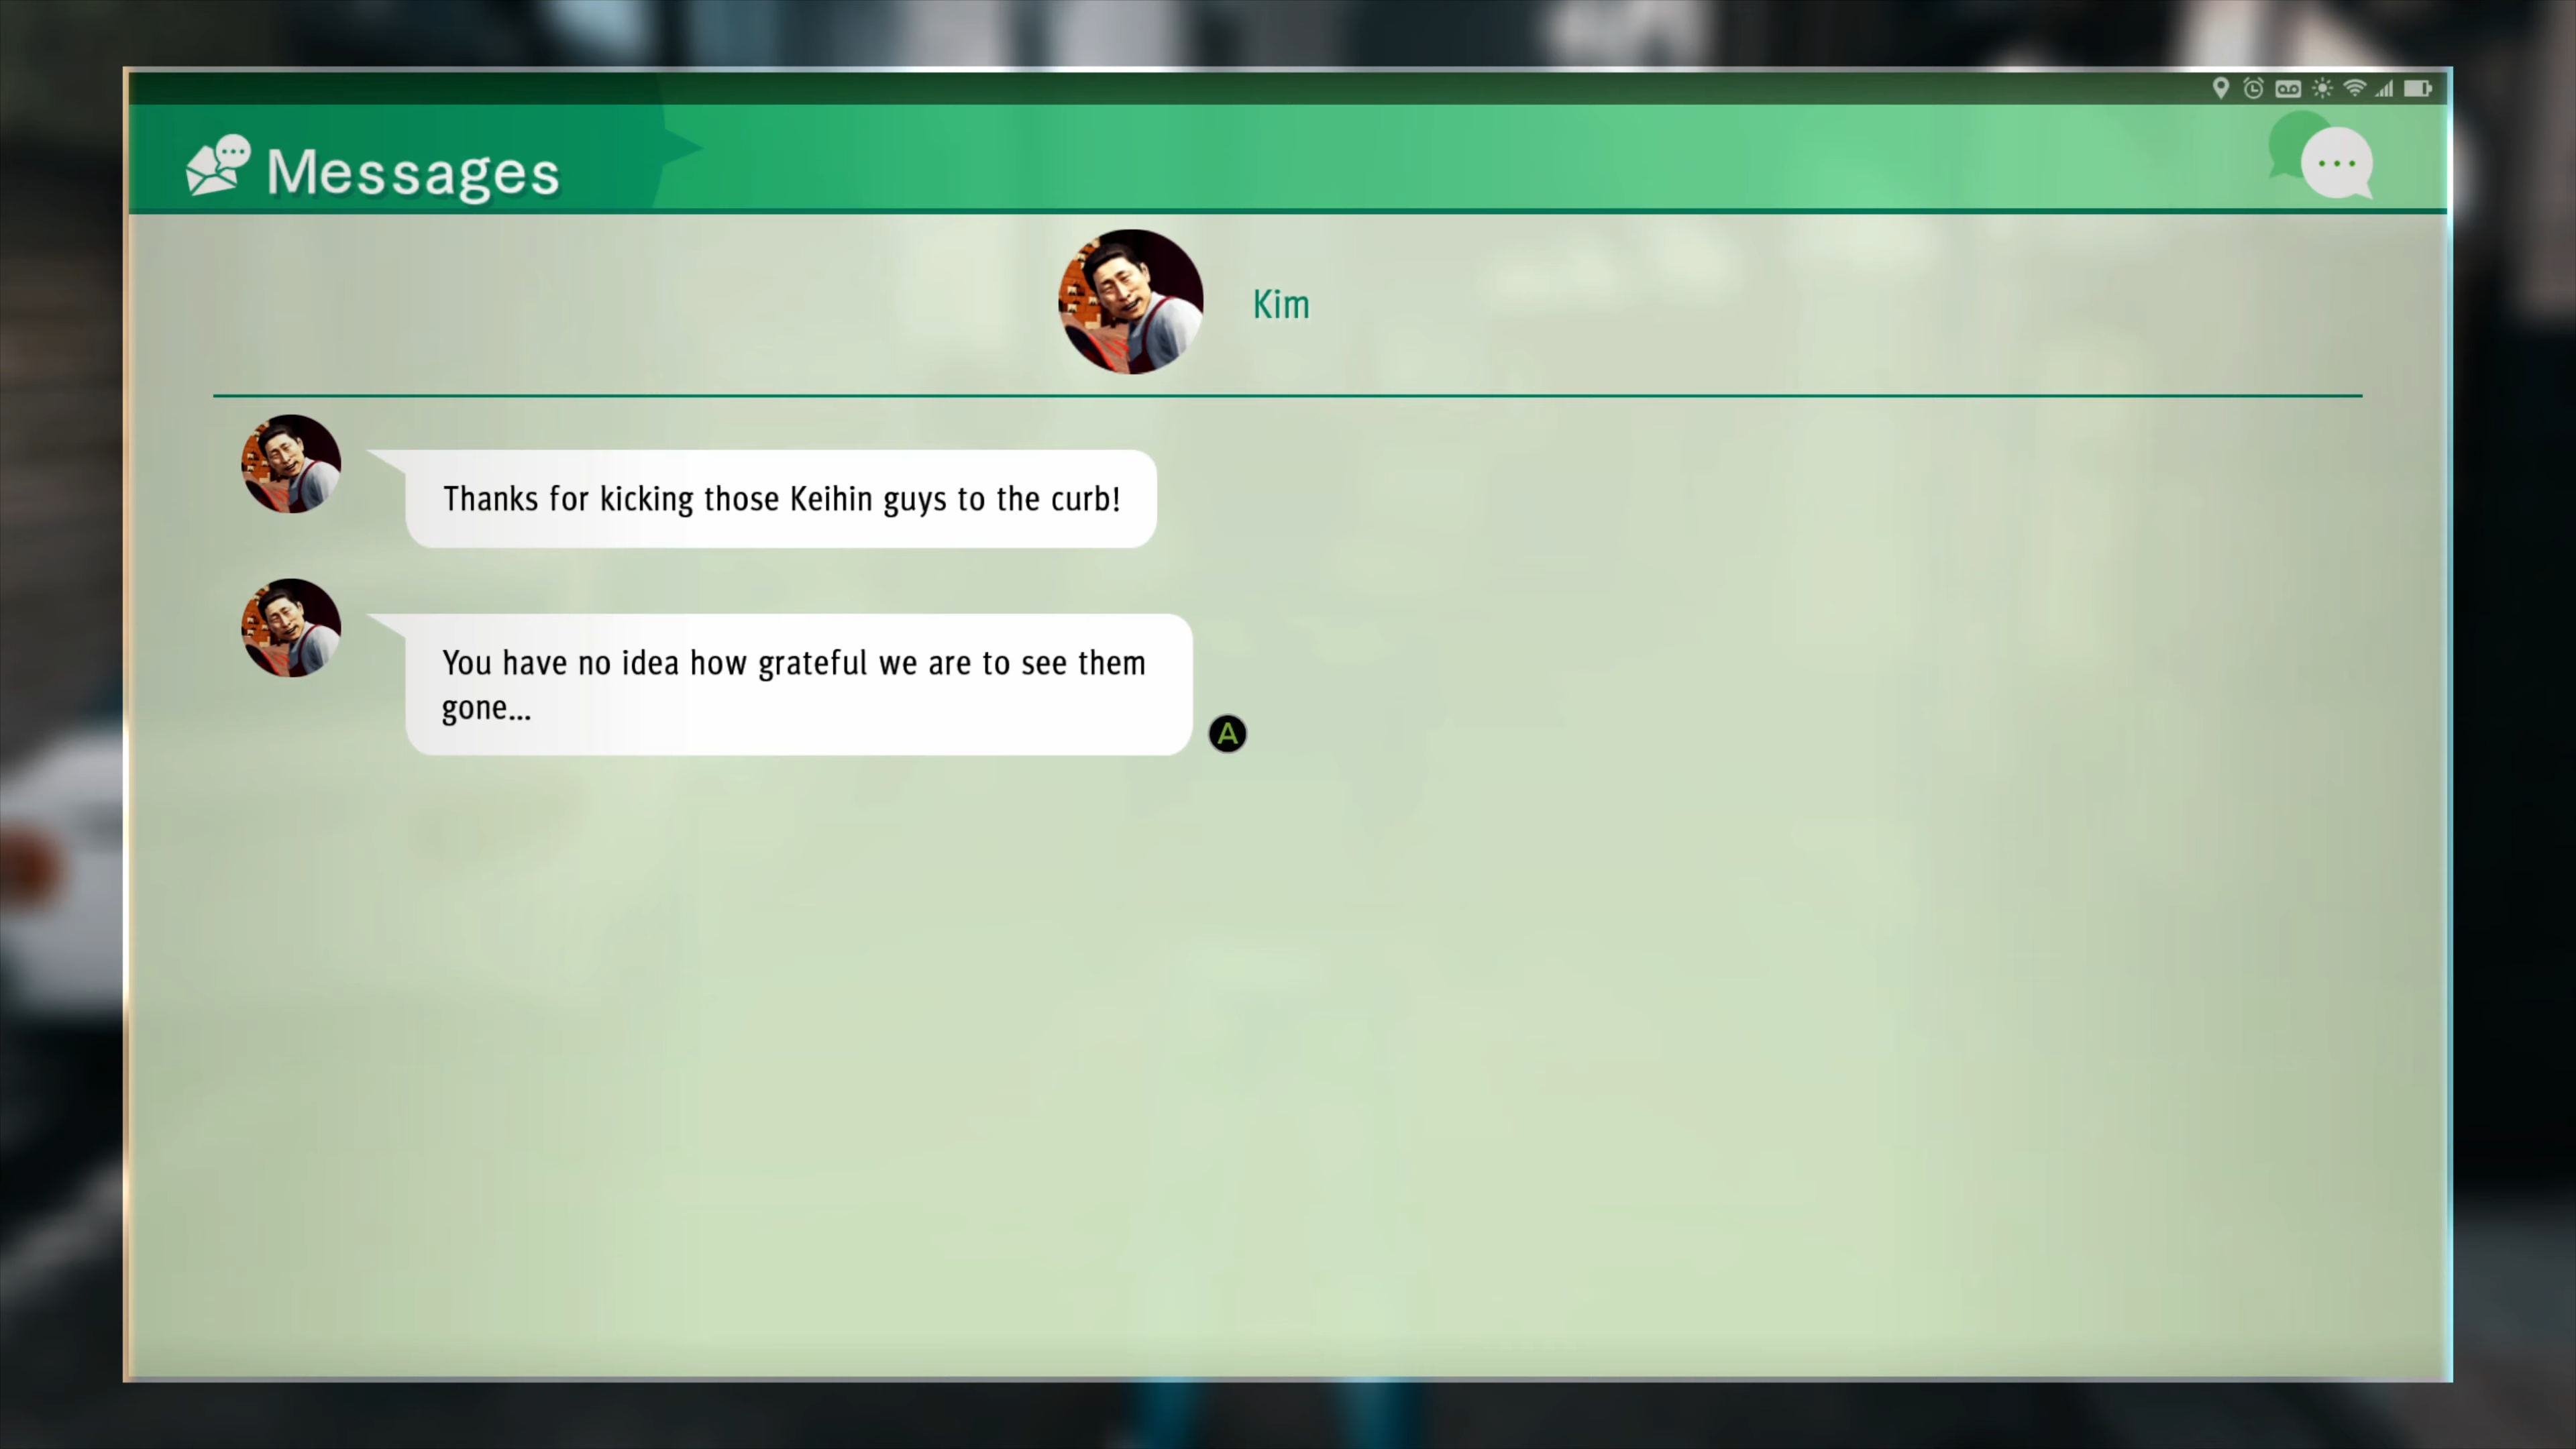 Messages
Kim
Thanks for kicking those Keihin guys to the curb!
You have no idea how grateful we are to see them
gone...
A